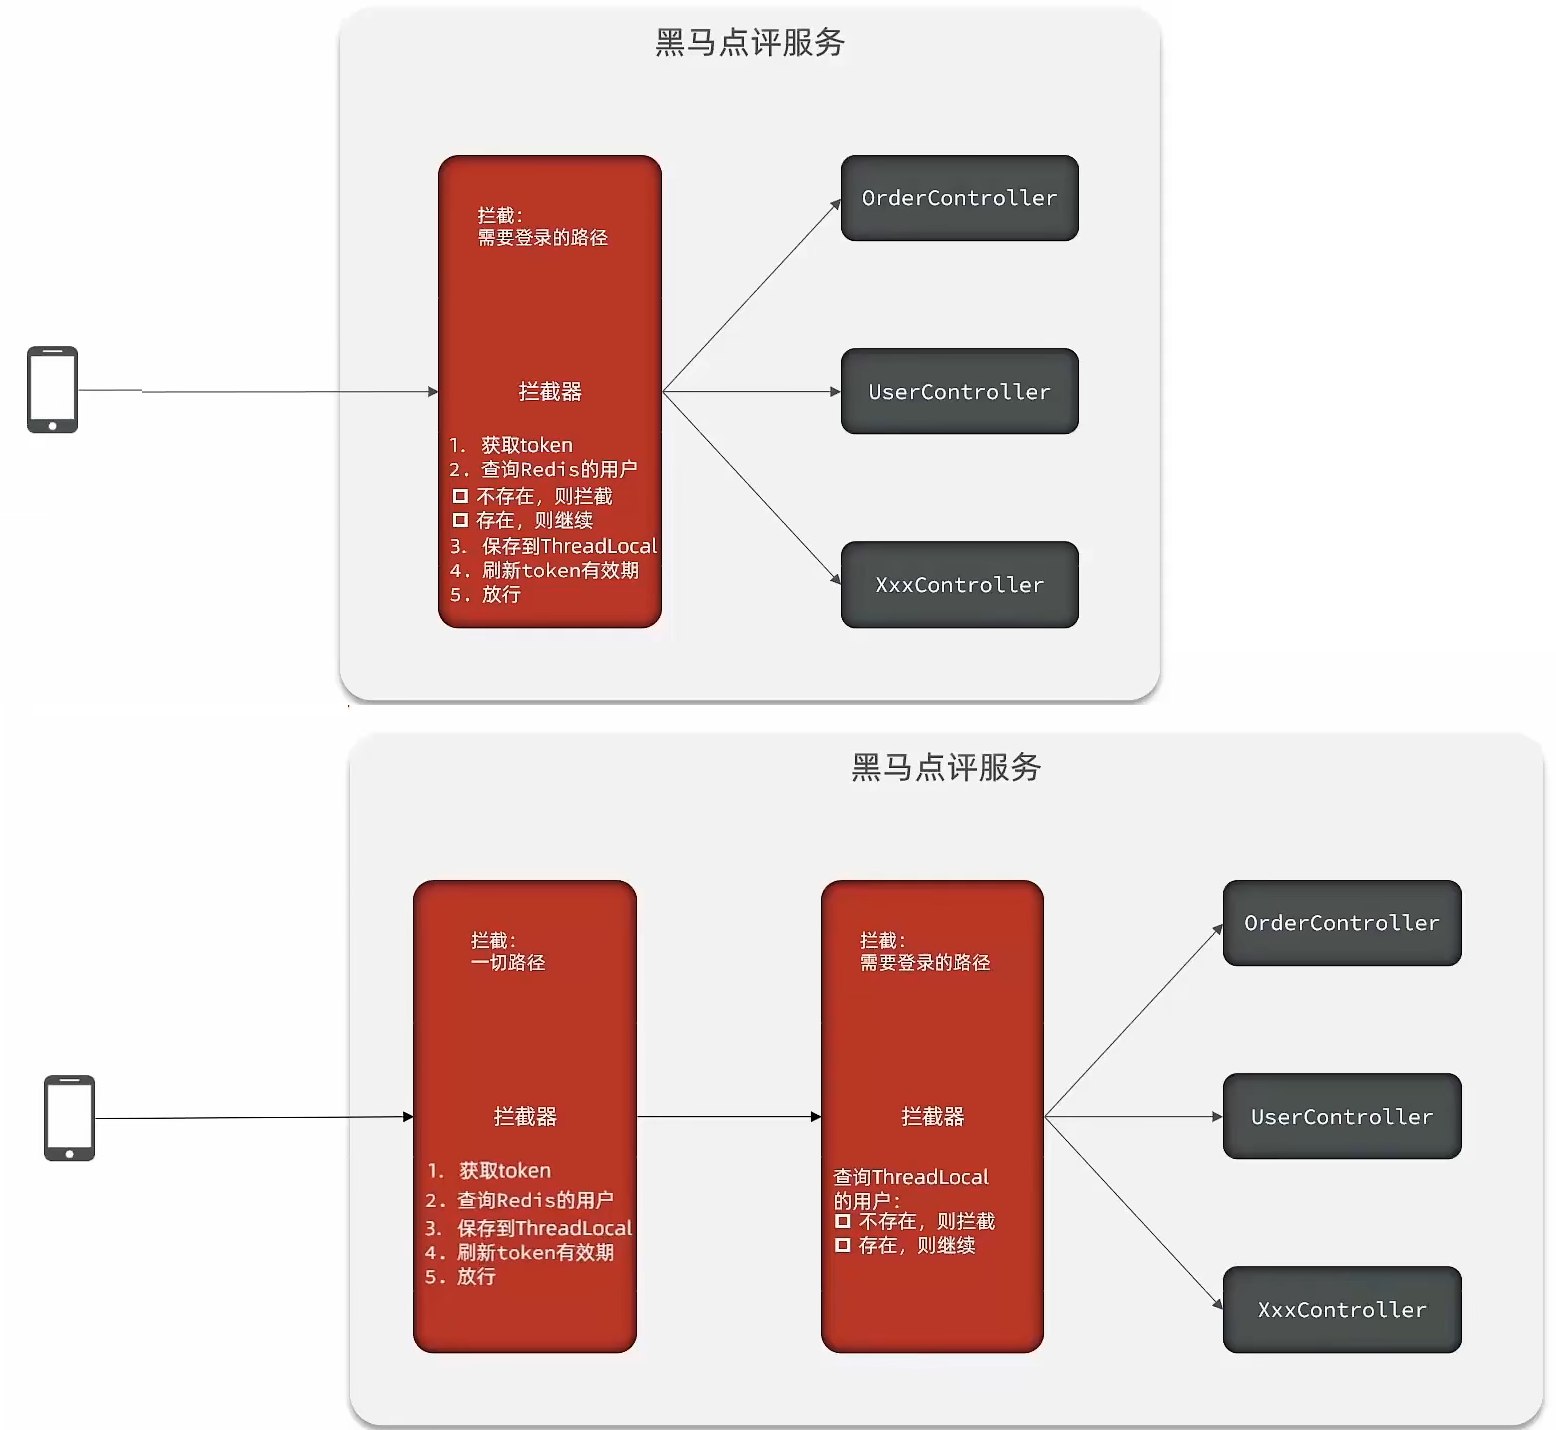 黑马点评服务
拦截：
需要登录的路径
拦截器
1. 获取token
2. 查询Redis的用户
不存在，则拦截
存在，则继续
3. 保存到ThreadLocal
4. 刷新token有效期
5. 放行
OrderController
UserController
XxxController
黑马点评服务
拦截：
一切路径
拦截器
1. 获取token
2. 查询Redis的用户
3. 保存到ThreadLocal
4. 刷新token有效期
5. 放行
拦截：
需要登录的路径
拦截器
查询ThreadLocal
的用户：
不存在，则拦截
存在，则继续
OrderController
UserController
XxxController